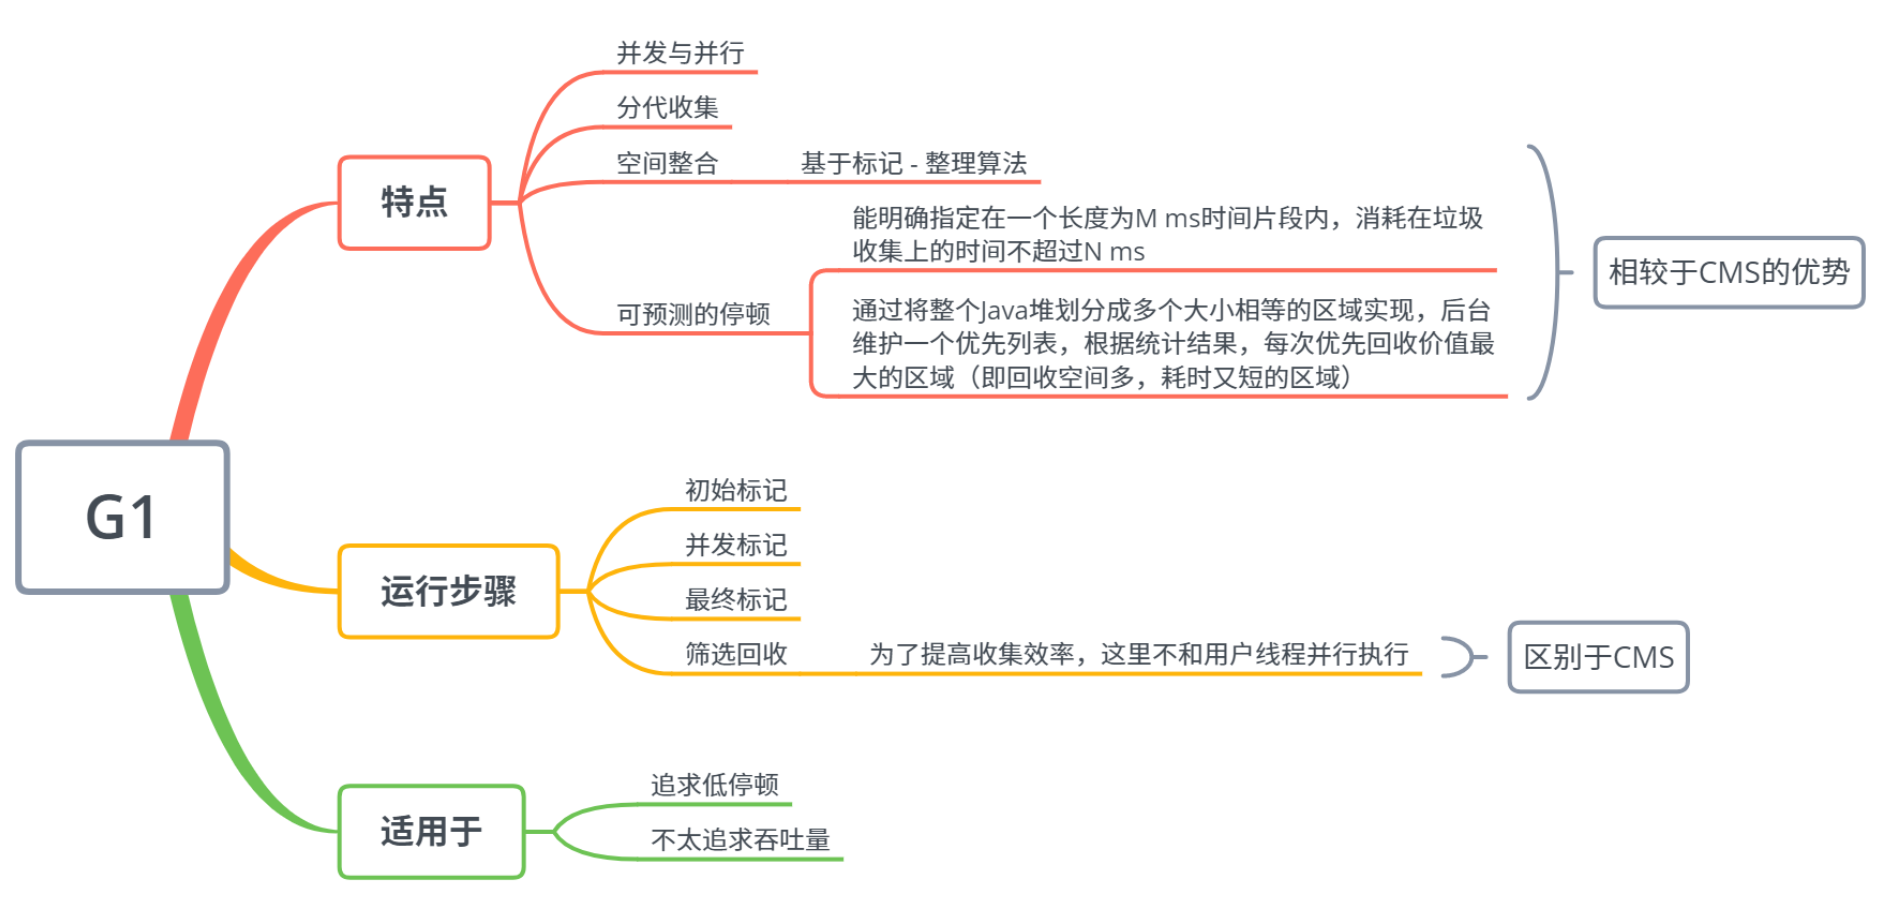 G1
特点
并发与并行
分代收集
空间整合
基于标记 - 整理算法
可预测的停顿
能明确指定在一个长度为M ms时间片段内，消耗在垃圾
收集上的时间不超过N ms
通过将整个Java堆划分成多个大小相等的区域实现，后台
维护一个优先列表，根据统计结果，每次优先回收价值最
大的区域（即回收空间多，耗时又短的区域）
相较于CMS的优势
运行步骤
初始标记
并发标记
最终标记
筛选回收
为了提高收集效率，这里不和用户线程并行执行
区别于CMS
适用于
追求低停顿
不太追求吞吐量